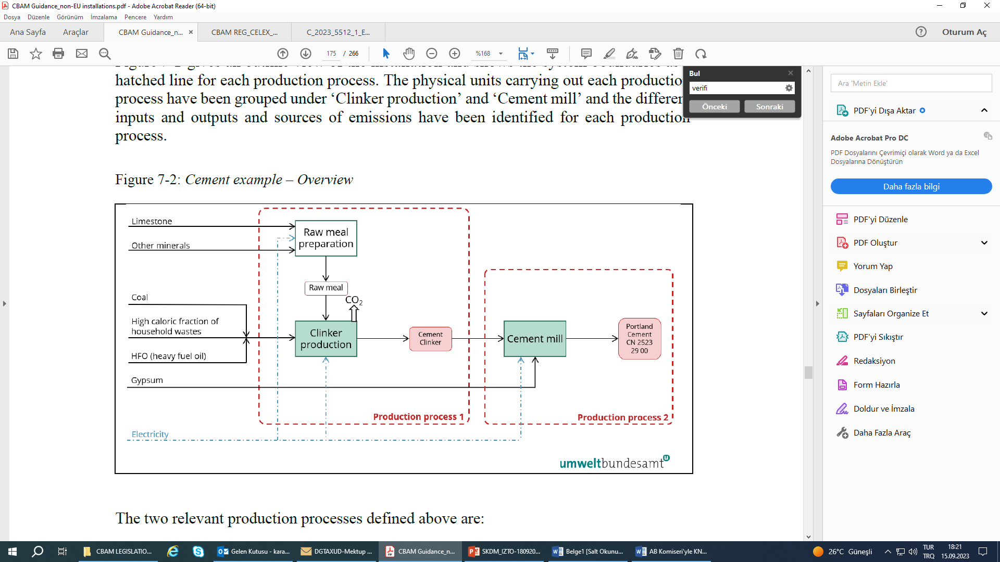 CBAM Guidance_non-EU installations.pdf - Adobe Acrobat Reader (64-bit)
Dosya Düzenle Görünüm İmzalama Pencere Yardım
Ana Sayfa Araçlar CBAM Guidance_n... × CBAM REG_CELEX_... C_2023_5512_1_E... Oturum Aç
175 / 266 %168
hatched line for each production process. The physical units carrying out each production
process have been grouped under ‘Clinker production’ and ‘Cement mill’ and the differen
inputs and outputs and sources of emissions have been identified for each production
process.
Bul
verifi
Önceki Sonraki
Figure 7-2: Cement example – Overview
Limestone
Other minerals
Raw meal
preparation
Raw meal
CO2
Coal
High caloric fraction of
household wastes
HFO (heavy fuel oil)
Gypsum
Electricity
Clinker
production
Cement
Clinker
Production process 1
Cement mill
Portland
Cement
CN 2523
29 00
Production process 2
umweltbundesamt
The two relevant production processes defined above are:
Ara 'Metin Ekle'
PDF'yi Dışa Aktar
Adobe Acrobat Pro DC
PDF Dosyalarını Çevrimiçi olarak Word ya da Excel
Dosyalarına Dönüştürün
Daha fazla bilgi
PDF'yi Düzenle
PDF Oluştur
Yorum Yap
Dosyaları Birleştir
Sayfaları Organize Et
PDF'yi Sıkıştır
Redaksiyon
Form Hazırla
Doldur ve İmzala
Daha Fazla Araç
CBAM LEGISLATIO... Gelen Kutusu - kara... DGTAXUD-Mektup ... CBAM Guidance_n... SKDM_IZTO-180920... Belge1 [Salt Okunu... AB Komiseri'yle KN... 26°C Güneşli TUR 18:21
TRQ 15.09.2023